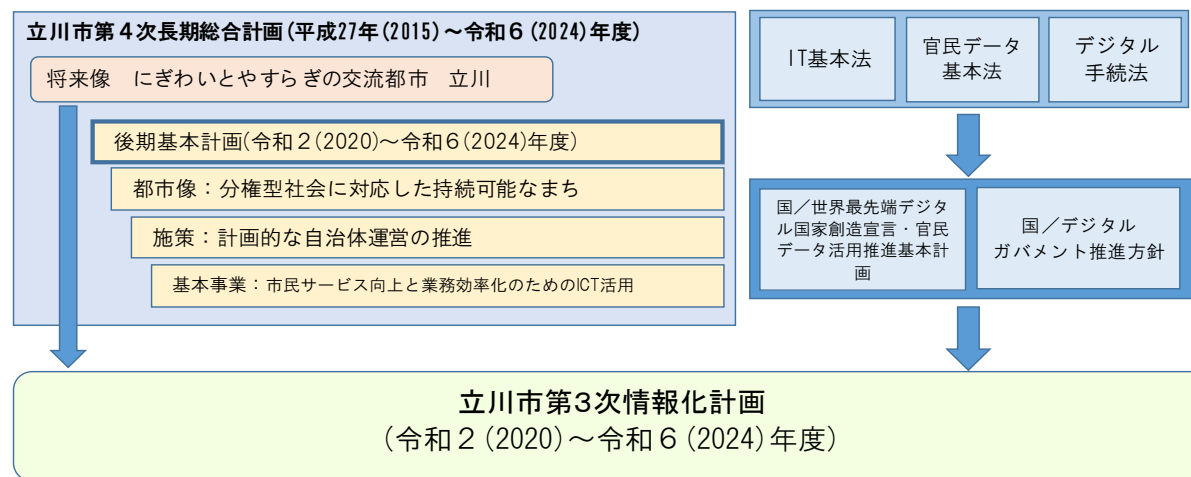 立川市第４次長期総合計画(平成27年(2015)～令和６(2024)年度)
将来像　にぎわいとやすらぎの交流都市　立川
後期基本計画(令和２(2020)～令和６(2024)年度)
都市像：分権型社会に対応した持続可能なまち
施策：計画的な自治体運営の推進
基本事業：市民サービス向上と業務効率化のためのICT活用
IT基本法
官民データ
基本法
デジタル
手続法
国／世界最先端デジタ
ル国家創造宣言・官民
データ活用推進基本計
画
国／デジタル
ガバメント推進方針
立川市第３次情報化計画
（令和２(2020)～令和６(2024)年度）